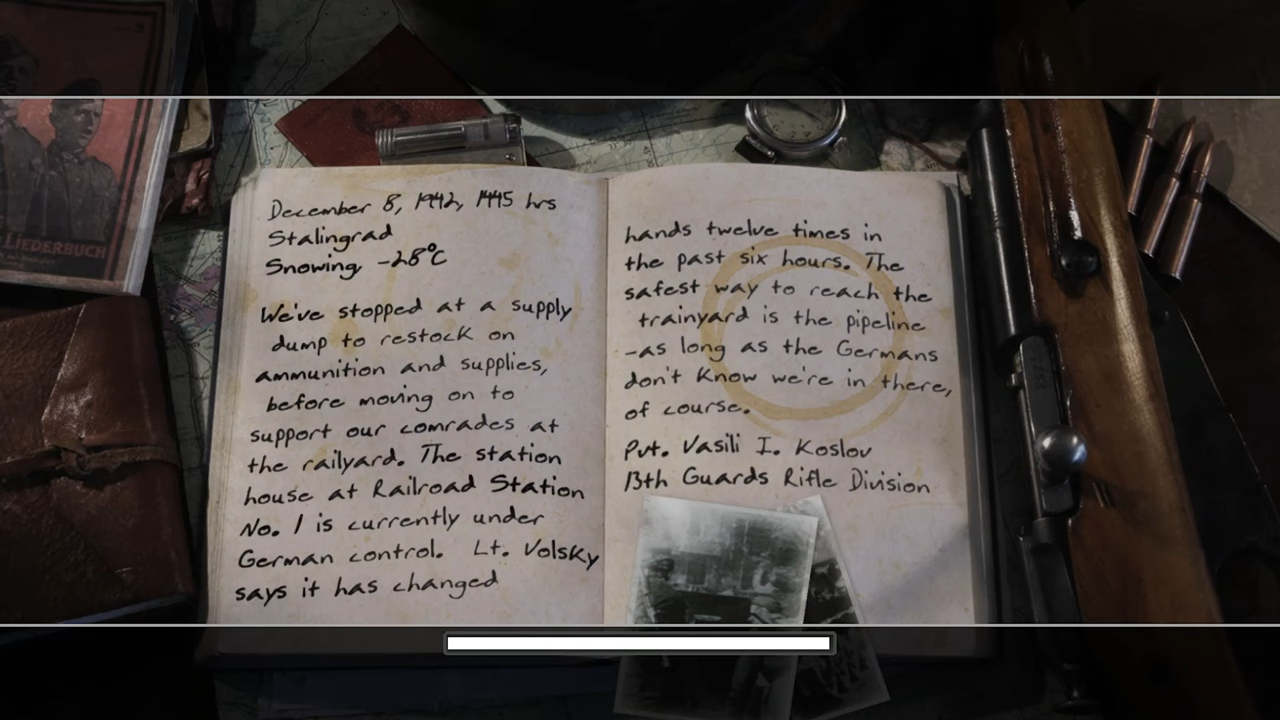 LIEDERBUCH
December 8, 1942, 1445 hrs
Stalingrad
Snowing, -28°C
We've stopped at a supply
dump to restock on
ammunition and supplies,
before moving on to
support our comrades at
the railyard. The station
house at Railroad Station
No. 1 is currently under
German control. Lt. Volsky
says it has changed
hands twelve times in
the past six hours. The
safest way to reach the
trainyard is the pipeline
-as long as the Germans
don't know we're in there,
of course.
Pvt. Vasili I. Koslov
13th Guards Rifle Division